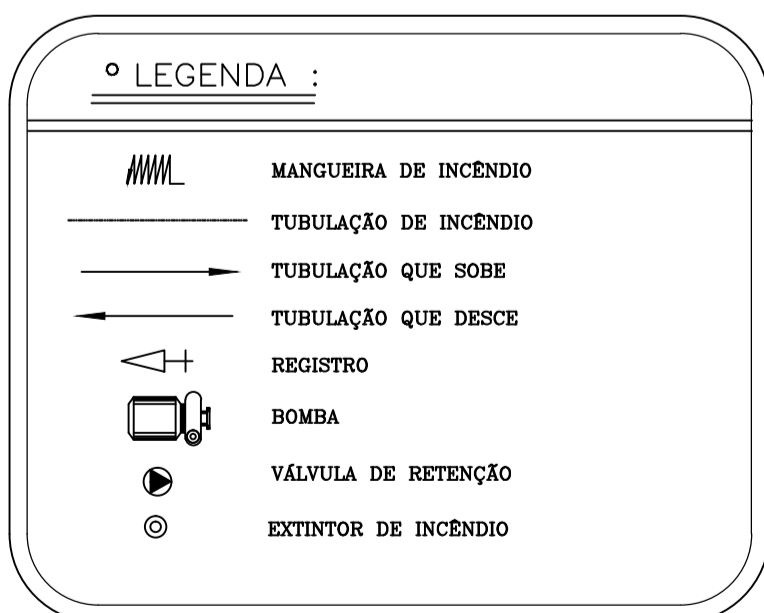 ° LEGENDA :
MANGUEIRA DE INCÊNDIO
TUBULAÇÃO DE INCÊNDIO
TUBULAÇÃO QUE SOBE
TUBULAÇÃO QUE DESCE
REGISTRO
BOMBA
VÁLVULA DE RETENÇÃO
EXTINTOR DE INCÊNDIO